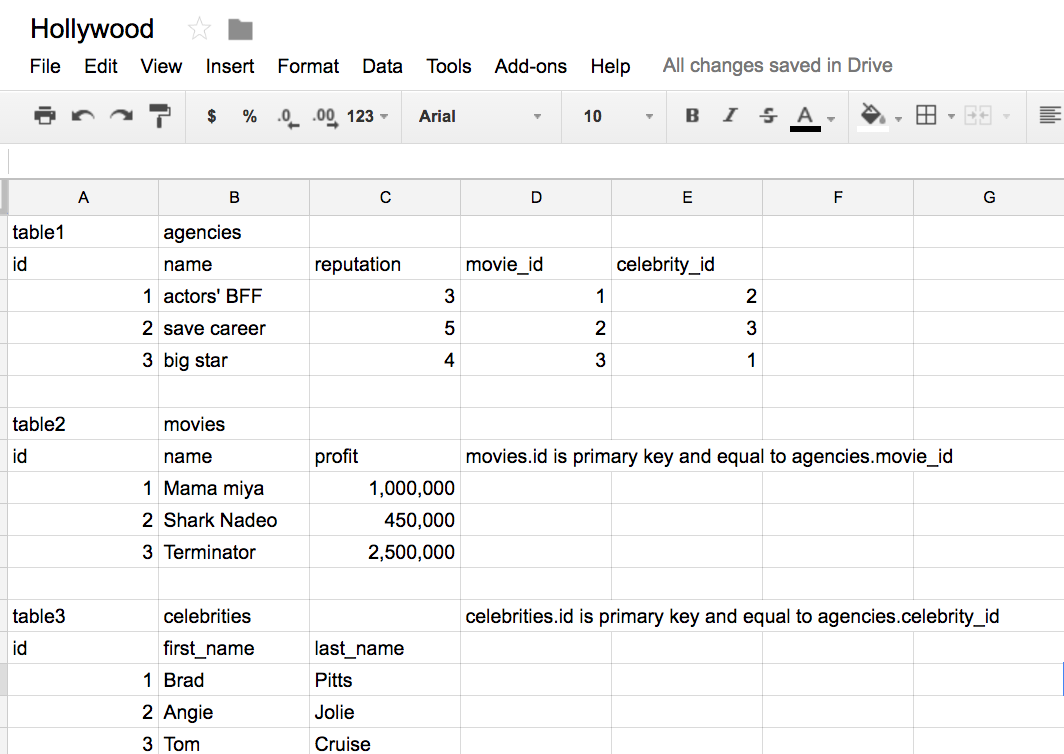 Hollywood
File Edit View Insert Format Data Tools Add-ons Help All changes saved in Drive
$ % .0 .00 123 Arial 10 B I S A
A B C D E F G
table1 agencies
id name reputation movie_id celebrity_id
1 actors' BFF 3 1 2
2 save career 5 2 3
3 big star 4 3 1
table2 movies
id name profit movies.id is primary key and equal to agencies.movie_id
1 Mama miya 1,000,000
2 Shark Nadeo 450,000
3 Terminator 2,500,000
table3 celebrities celebrities.id is primary key and equal to agencies.celebrity_id
id first_name last_name
1 Brad Pitts
2 Angie Jolie
3 Tom Cruise